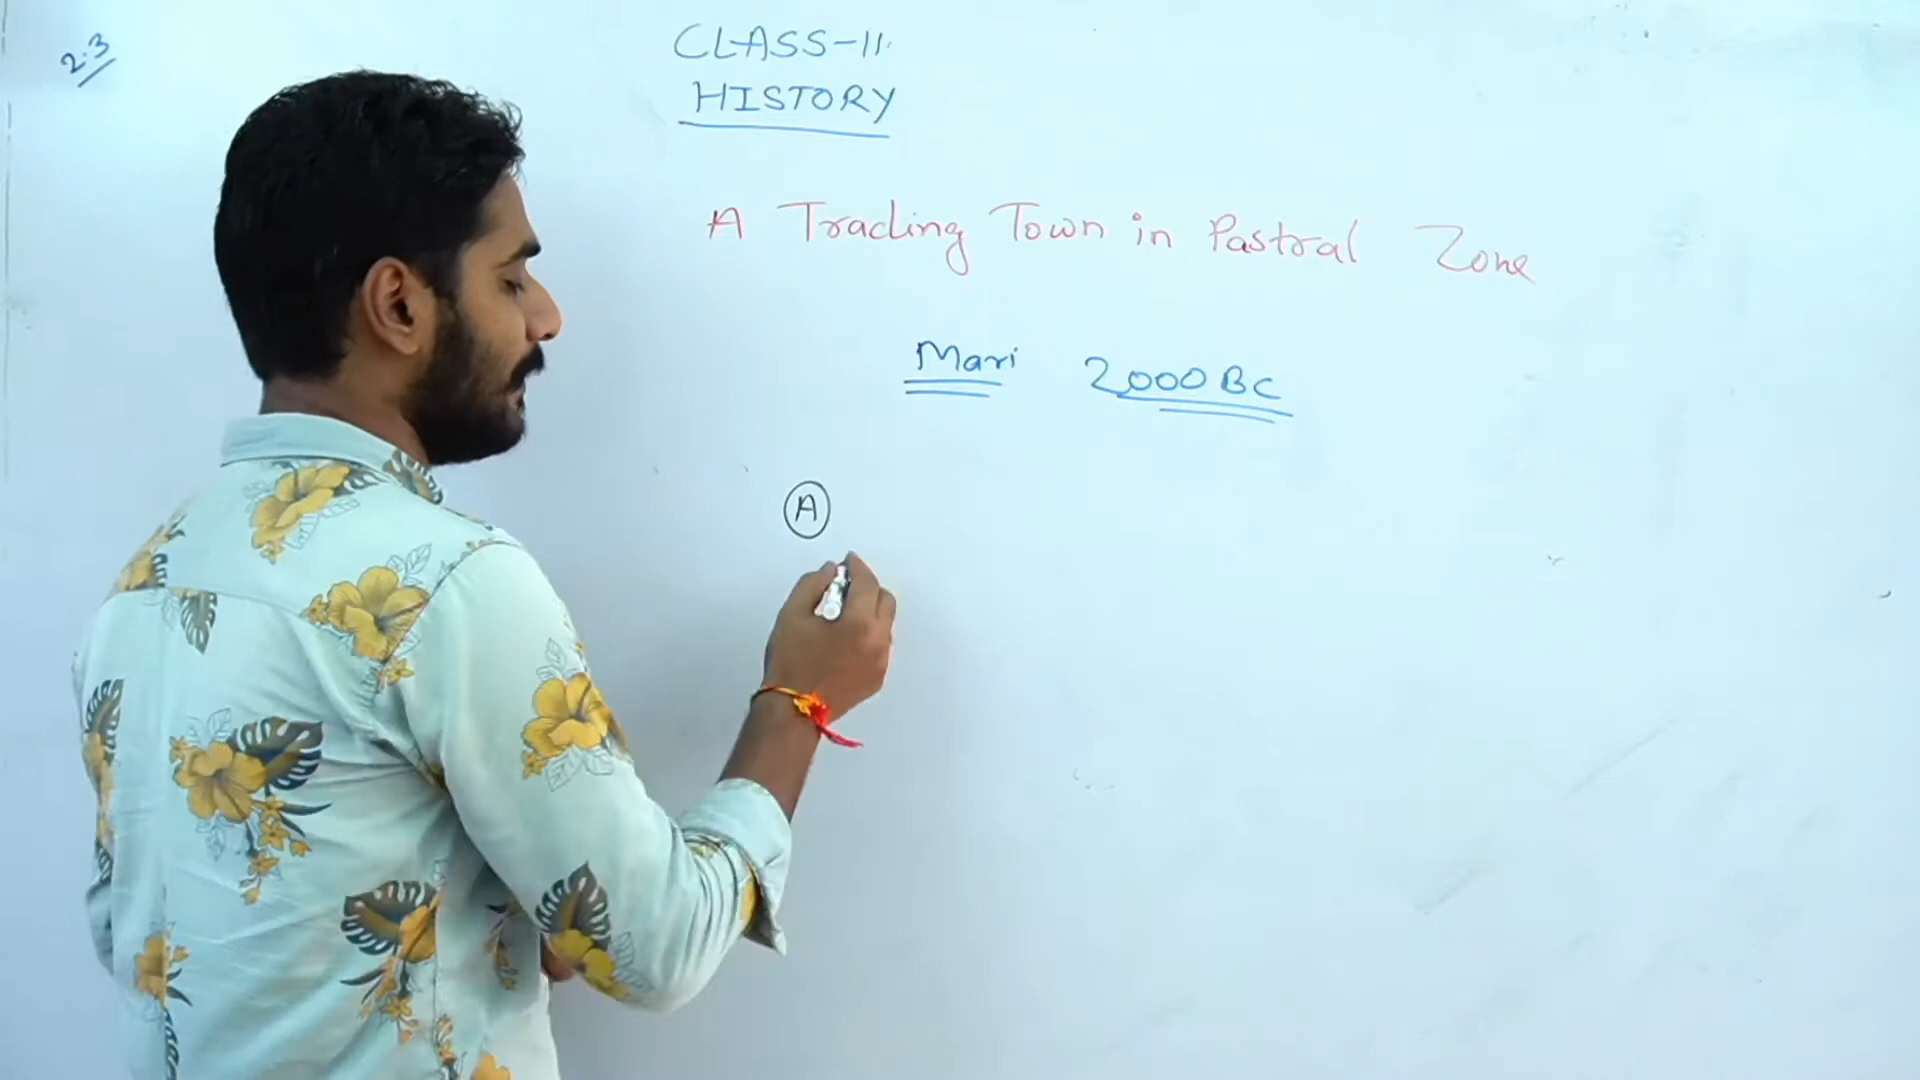 2.3
CLASS-11
HISTORY
A Trading Town in Pastral Zone
Mari 2000 BC
A